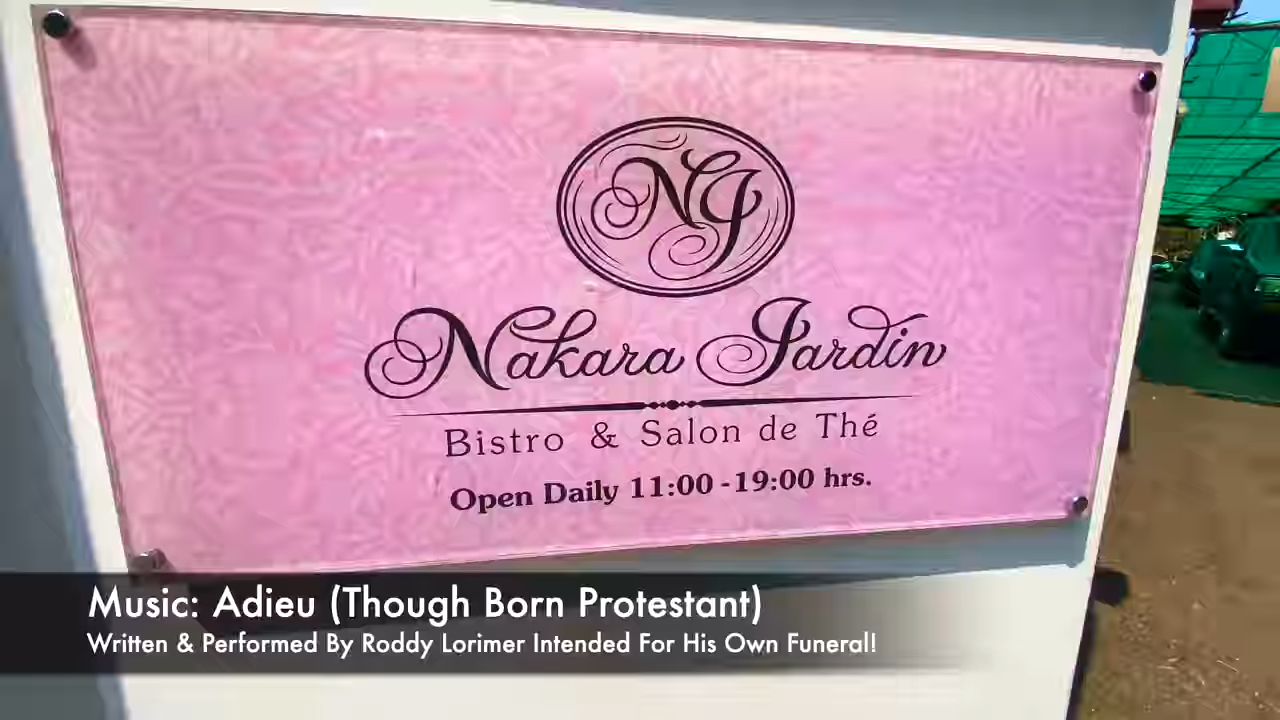 NJ
Nakara Jardin
Bistro & Salon de Thé
Open Daily 11:00 - 19:00 hrs.
Music: Adieu (Though Born Protestant)
Written & Performed By Roddy Lorimer Intended For His Own Funeral!